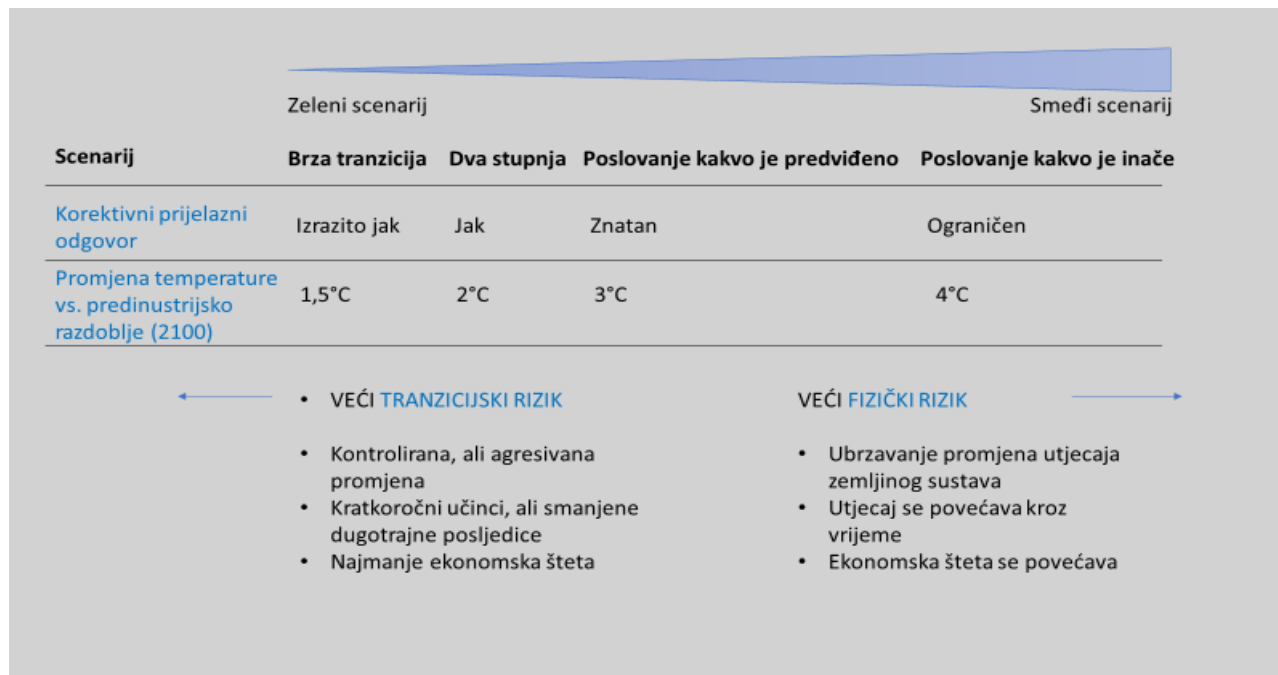 Zeleni scenarij Smeđi scenarij
Scenarij Brza tranzicija Dva stupnja Poslovanje kakvo je predviđeno Poslovanje kakvo je inače
Korektivni prijelazni
odgovor
Izrazito jak Jak Znatan Ograničen
Promjena temperature
vs. predinustrijsko
razdoblje (2100)
1,5°C 2°C 3°C 4°C
• VEĆI TRANZICIJSKI RIZIK
• Kontrolirana, ali agresivana
promjena
• Kratkoročni učinci, ali smanjene
dugotrajne posljedice
• Najmanje ekonomska šteta
VEĆI FIZIČKI RIZIK
• Ubrzavanje promjena utjecaja
zemljinog sustava
• Utjecaj se povećava kroz
vrijeme
• Ekonomska šteta se povećava